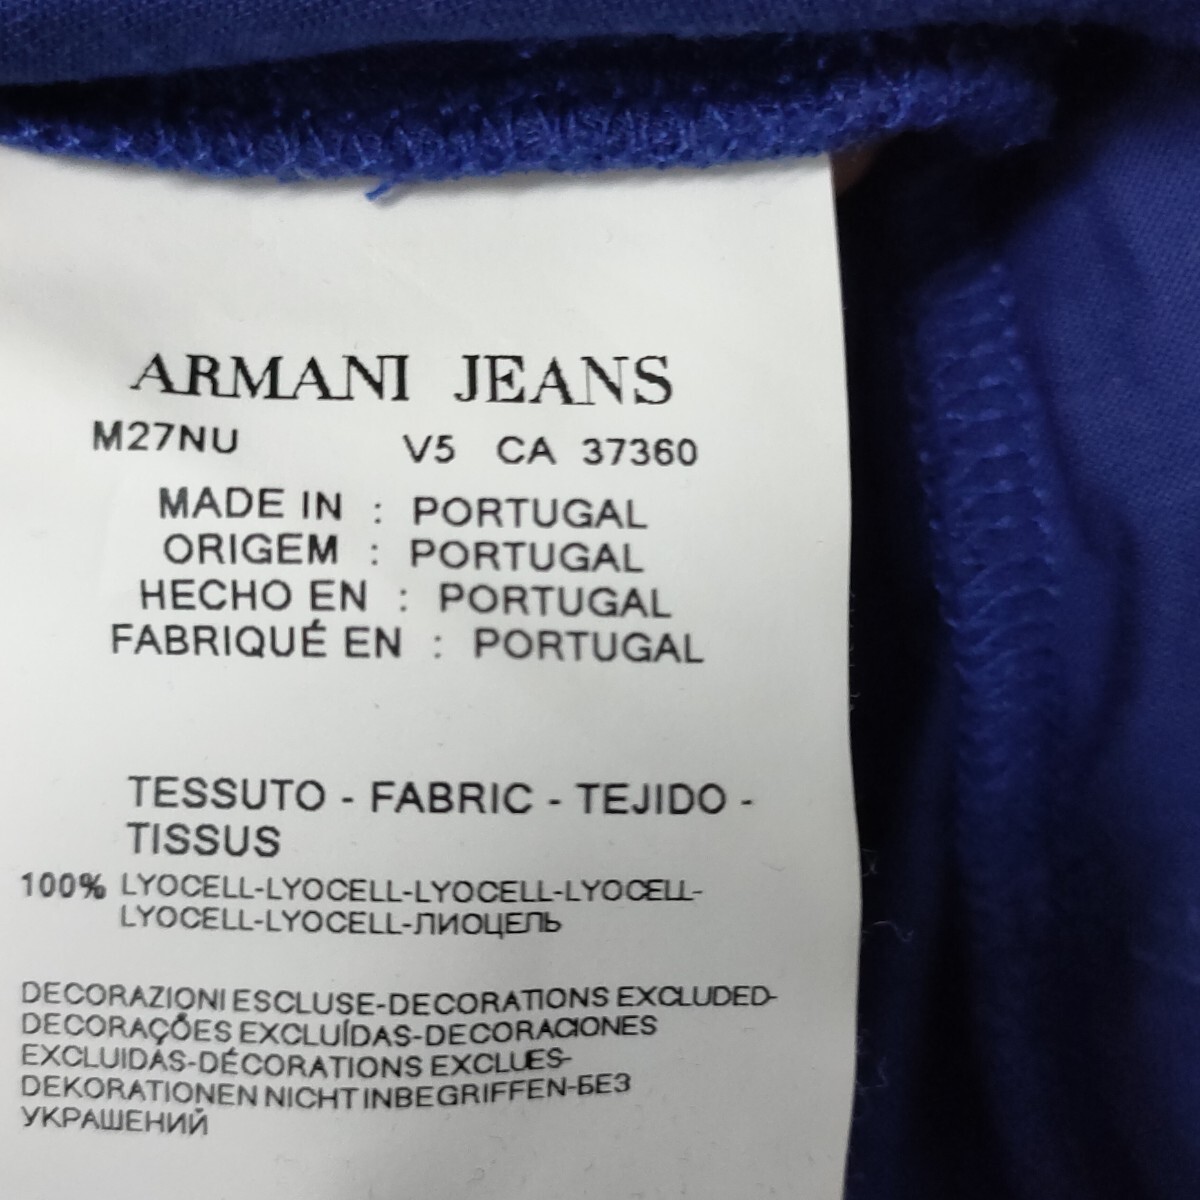 ARMANI JEANS
M27NU V5 CA 37360
MADE IN : PORTUGAL
ORIGEM : PORTUGAL
HECHO EN : PORTUGAL
FABRIQUÉ EN : PORTUGAL
TESSUTO - FABRIC - TEJIDO -
TISSUS
100% LYOCELL-LYOCELL-LYOCELL-LYOCELL-
LYOCELL-LYOCELL-ЛИОЦЕЛЬ
DECORAZIONI ESCLUSE-DECORATIONS EXCLUDED-
DECORAÇÕES EXCLUÍDAS-DECORACIONES
EXCLUIDAS-DÉCORATIONS EXCLUES-
DEKORATIONEN NICHT INBEGRIFFEN-БЕЗ
УКРАШЕНИЙ